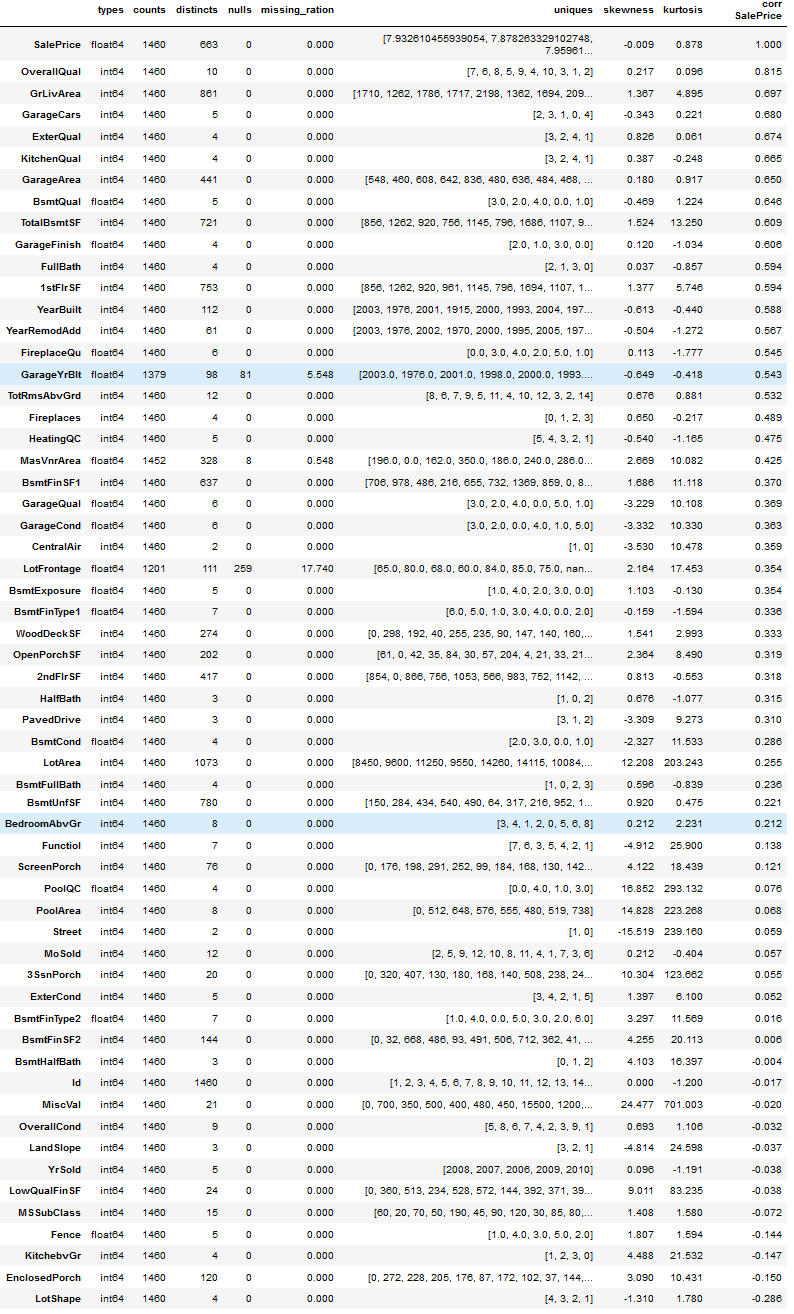 types counts distincts nulls missing_ration uniques skewness kurtosis corr
SalePrice
SalePrice float64 1460 663 0 0.000 [7.932610455939054, 7.878263329102748,
7.95961... -0.009 0.878 1.000
OverallQual int64 1460 10 0 0.000 [7, 6, 8, 5, 9, 4, 10, 3, 1, 2] 0.217 0.096 0.815
GrLivArea int64 1460 861 0 0.000 [1710, 1262, 1786, 1717, 2198, 1362, 1694, 209... 1.367 4.895 0.697
GarageCars int64 1460 5 0 0.000 [2, 3, 1, 0, 4] -0.343 0.221 0.680
ExterQual int64 1460 4 0 0.000 [3, 2, 4, 1] 0.826 0.061 0.674
KitchenQual int64 1460 4 0 0.000 [3, 2, 4, 1] 0.387 -0.248 0.665
GarageArea int64 1460 441 0 0.000 [548, 460, 608, 642, 836, 480, 636, 484, 468, ... 0.180 0.917 0.650
BsmtQual float64 1460 5 0 0.000 [3.0, 2.0, 4.0, 0.0, 1.0] -0.469 1.224 0.646
TotalBsmtSF int64 1460 721 0 0.000 [856, 1262, 920, 756, 1145, 796, 1686, 1107, 9... 1.524 13.250 0.609
GarageFinish float64 1460 4 0 0.000 [2.0, 1.0, 3.0, 0.0] 0.120 -1.034 0.606
FullBath int64 1460 4 0 0.000 [2, 1, 3, 0] 0.037 -0.857 0.594
1stFlrSF int64 1460 753 0 0.000 [856, 1262, 920, 961, 1145, 796, 1694, 1107, 1... 1.377 5.746 0.594
YearBuilt int64 1460 112 0 0.000 [2003, 1976, 2001, 1915, 2000, 1993, 2004, 197... -0.613 -0.440 0.588
YearRemodAdd int64 1460 61 0 0.000 [2003, 1976, 2002, 1970, 2000, 1995, 2005, 197... -0.504 -1.272 0.567
FireplaceQu float64 1460 6 0 0.000 [0.0, 3.0, 4.0, 2.0, 5.0, 1.0] 0.113 -1.777 0.545
GarageYrBlt float64 1379 98 81 5.548 [2003.0, 1976.0, 2001.0, 1998.0, 2000.0, 1993.... -0.649 -0.418 0.543
TotRmsAbvGrd int64 1460 12 0 0.000 [8, 6, 7, 9, 5, 11, 4, 10, 12, 3, 2, 14] 0.676 0.881 0.532
Fireplaces int64 1460 4 0 0.000 [0, 1, 2, 3] 0.650 -0.217 0.489
HeatingQC int64 1460 5 0 0.000 [5, 4, 3, 2, 1] -0.540 -1.165 0.475
MasVnrArea float64 1452 328 8 0.548 [196.0, 0.0, 162.0, 350.0, 186.0, 240.0, 286.0... 2.669 10.082 0.425
BsmtFinSF1 int64 1460 637 0 0.000 [706, 978, 486, 216, 655, 732, 1369, 859, 0, 8... 1.686 11.118 0.370
GarageQual float64 1460 6 0 0.000 [3.0, 2.0, 4.0, 0.0, 5.0, 1.0] -3.229 10.108 0.369
GarageCond float64 1460 6 0 0.000 [3.0, 2.0, 0.0, 4.0, 1.0, 5.0] -3.332 10.330 0.363
CentralAir int64 1460 2 0 0.000 [1, 0] -3.530 10.478 0.359
LotFrontage float64 1201 111 259 17.740 [65.0, 80.0, 68.0, 60.0, 84.0, 85.0, 75.0, nan... 2.164 17.453 0.354
BsmtExposure float64 1460 5 0 0.000 [1.0, 4.0, 2.0, 3.0, 0.0] 1.103 -0.130 0.354
BsmtFinType1 float64 1460 7 0 0.000 [6.0, 5.0, 1.0, 3.0, 4.0, 0.0, 2.0] -0.159 -1.594 0.336
WoodDeckSF int64 1460 274 0 0.000 [0, 298, 192, 40, 255, 235, 90, 147, 140, 160,... 1.541 2.993 0.333
OpenPorchSF int64 1460 202 0 0.000 [61, 0, 42, 35, 84, 30, 57, 204, 4, 21, 33, 21... 2.364 8.490 0.319
2ndFlrSF int64 1460 417 0 0.000 [854, 0, 866, 756, 1053, 566, 983, 752, 1142, ... 0.813 -0.553 0.318
HalfBath int64 1460 3 0 0.000 [1, 0, 2] 0.676 -1.077 0.315
PavedDrive int64 1460 3 0 0.000 [3, 1, 2] -3.309 9.273 0.310
BsmtCond float64 1460 4 0 0.000 [2.0, 3.0, 0.0, 1.0] -2.327 11.533 0.286
LotArea int64 1460 1073 0 0.000 [8450, 9600, 11250, 9550, 14260, 14115, 10084,... 12.208 203.243 0.255
BsmtFullBath int64 1460 4 0 0.000 [1, 0, 2, 3] 0.596 -0.839 0.236
BsmtUnfSF int64 1460 780 0 0.000 [150, 284, 434, 540, 490, 64, 317, 216, 952, 1... 0.920 0.475 0.221
BedroomAbvGr int64 1460 8 0 0.000 [3, 4, 1, 2, 0, 5, 6, 8] 0.212 2.231 0.212
Functiol int64 1460 7 0 0.000 [7, 6, 3, 5, 4, 2, 1] -4.912 25.900 0.138
ScreenPorch int64 1460 76 0 0.000 [0, 176, 198, 291, 252, 99, 184, 168, 130, 142... 4.122 18.439 0.121
PoolQC float64 1460 4 0 0.000 [0.0, 4.0, 1.0, 3.0] 16.852 293.132 0.076
PoolArea int64 1460 8 0 0.000 [0, 512, 648, 576, 555, 480, 519, 738] 14.828 223.268 0.068
Street int64 1460 2 0 0.000 [1, 0] -15.519 239.160 0.059
MoSold int64 1460 12 0 0.000 [2, 5, 9, 12, 10, 8, 11, 4, 1, 7, 3, 6] 0.212 -0.404 0.057
3SsnPorch int64 1460 20 0 0.000 [0, 320, 407, 130, 180, 168, 140, 508, 238, 24... 10.304 123.662 0.055
ExterCond int64 1460 5 0 0.000 [3, 4, 2, 1, 5] 1.397 6.100 0.052
BsmtFinType2 float64 1460 7 0 0.000 [1.0, 4.0, 0.0, 5.0, 3.0, 2.0, 6.0] 3.297 11.569 0.016
BsmtFinSF2 int64 1460 144 0 0.000 [0, 32, 668, 486, 93, 491, 506, 712, 362, 41, ... 4.255 20.113 0.006
BsmtHalfBath int64 1460 3 0 0.000 [0, 1, 2] 4.103 16.397 -0.004
Id int64 1460 1460 0 0.000 [1, 2, 3, 4, 5, 6, 7, 8, 9, 10, 11, 12, 13, 14... 0.000 -1.200 -0.017
MiscVal int64 1460 21 0 0.000 [0, 700, 350, 500, 400, 480, 450, 15500, 1200,... 24.477 701.003 -0.020
OverallCond int64 1460 9 0 0.000 [5, 8, 6, 7, 4, 2, 3, 9, 1] 0.693 1.106 -0.032
LandSlope int64 1460 3 0 0.000 [3, 2, 1] -4.814 24.598 -0.037
YrSold int64 1460 5 0 0.000 [2008, 2007, 2006, 2009, 2010] 0.096 -1.191 -0.038
LowQualFinSF int64 1460 24 0 0.000 [0, 360, 513, 234, 528, 572, 144, 392, 371, 39... 9.011 83.235 -0.038
MSSubClass int64 1460 15 0 0.000 [60, 20, 70, 50, 190, 45, 90, 120, 30, 85, 80,... 1.408 1.580 -0.072
Fence float64 1460 5 0 0.000 [1.0, 4.0, 3.0, 5.0, 2.0] 1.807 1.594 -0.144
KitchebvGr int64 1460 4 0 0.000 [1, 2, 3, 0] 4.488 21.532 -0.147
EnclosedPorch int64 1460 120 0 0.000 [0, 272, 228, 205, 176, 87, 172, 102, 37, 144,... 3.090 10.431 -0.150
LotShape int64 1460 4 0 0.000 [4, 3, 2, 1] -1.310 1.780 -0.286